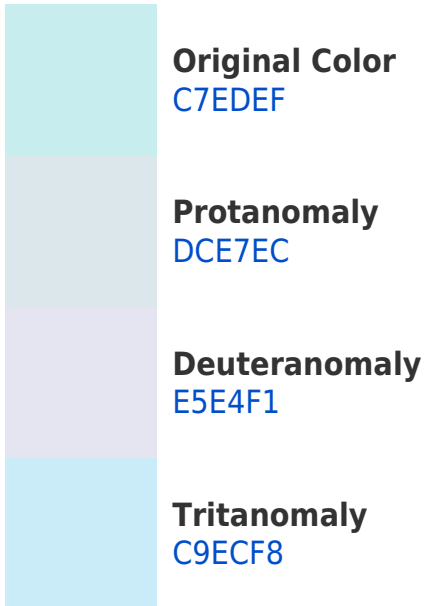 Original Color
C7EDEF
Protanomaly
DCE7EC
Deuteranomaly
E5E4F1
Tritanomaly
C9ECF8